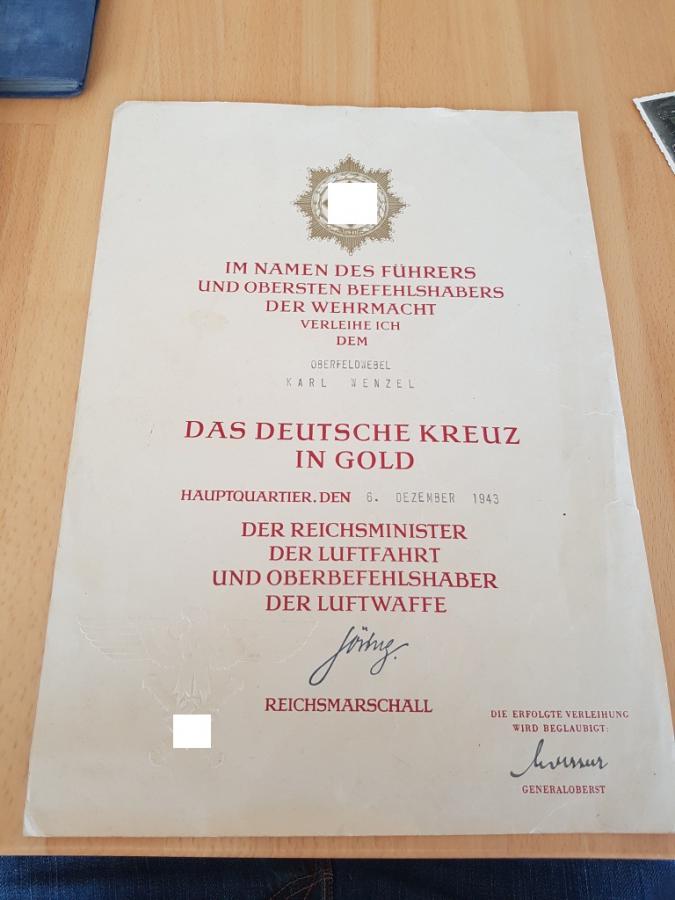 IM NAMEN DES FÜHRERS
UND OBERSTEN BEFEHLSHABERS
DER WEHRMACHT
VERLEIHE ICH
DEM
OBERFELDWEBEL
KARL WENZEL
DAS DEUTSCHE KREUZ
IN GOLD
HAUPTQUARTIER, DEN 6. DEZEMBER 1943
DER REICHSMINISTER
DER LUFTFAHRT
UND OBERBEFEHLSHABER
DER LUFTWAFFE
Göring.
REICHSMARSCHALL
DIE ERFOLGTE VERLEIHUNG
WIRD BEGLAUBIGT:
GENERALOBERST